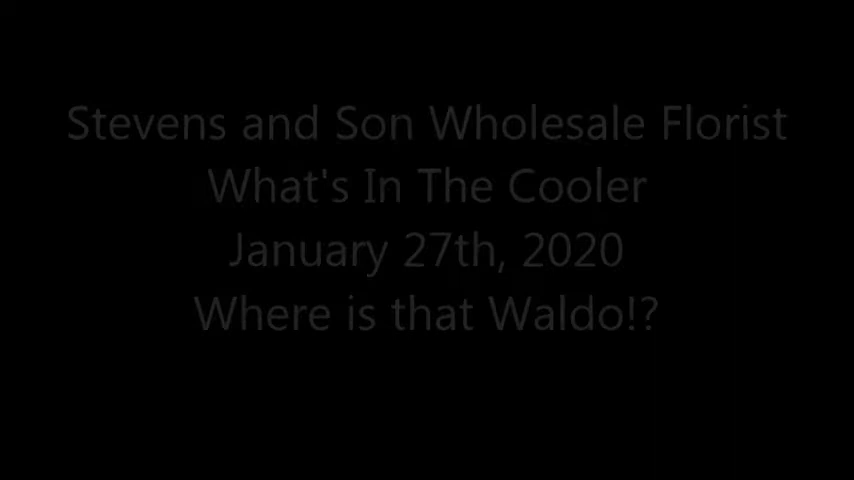 Stevens and Son Wholesale Florist
What's In The Cooler
January 27th, 2020
Where is that Waldo!?